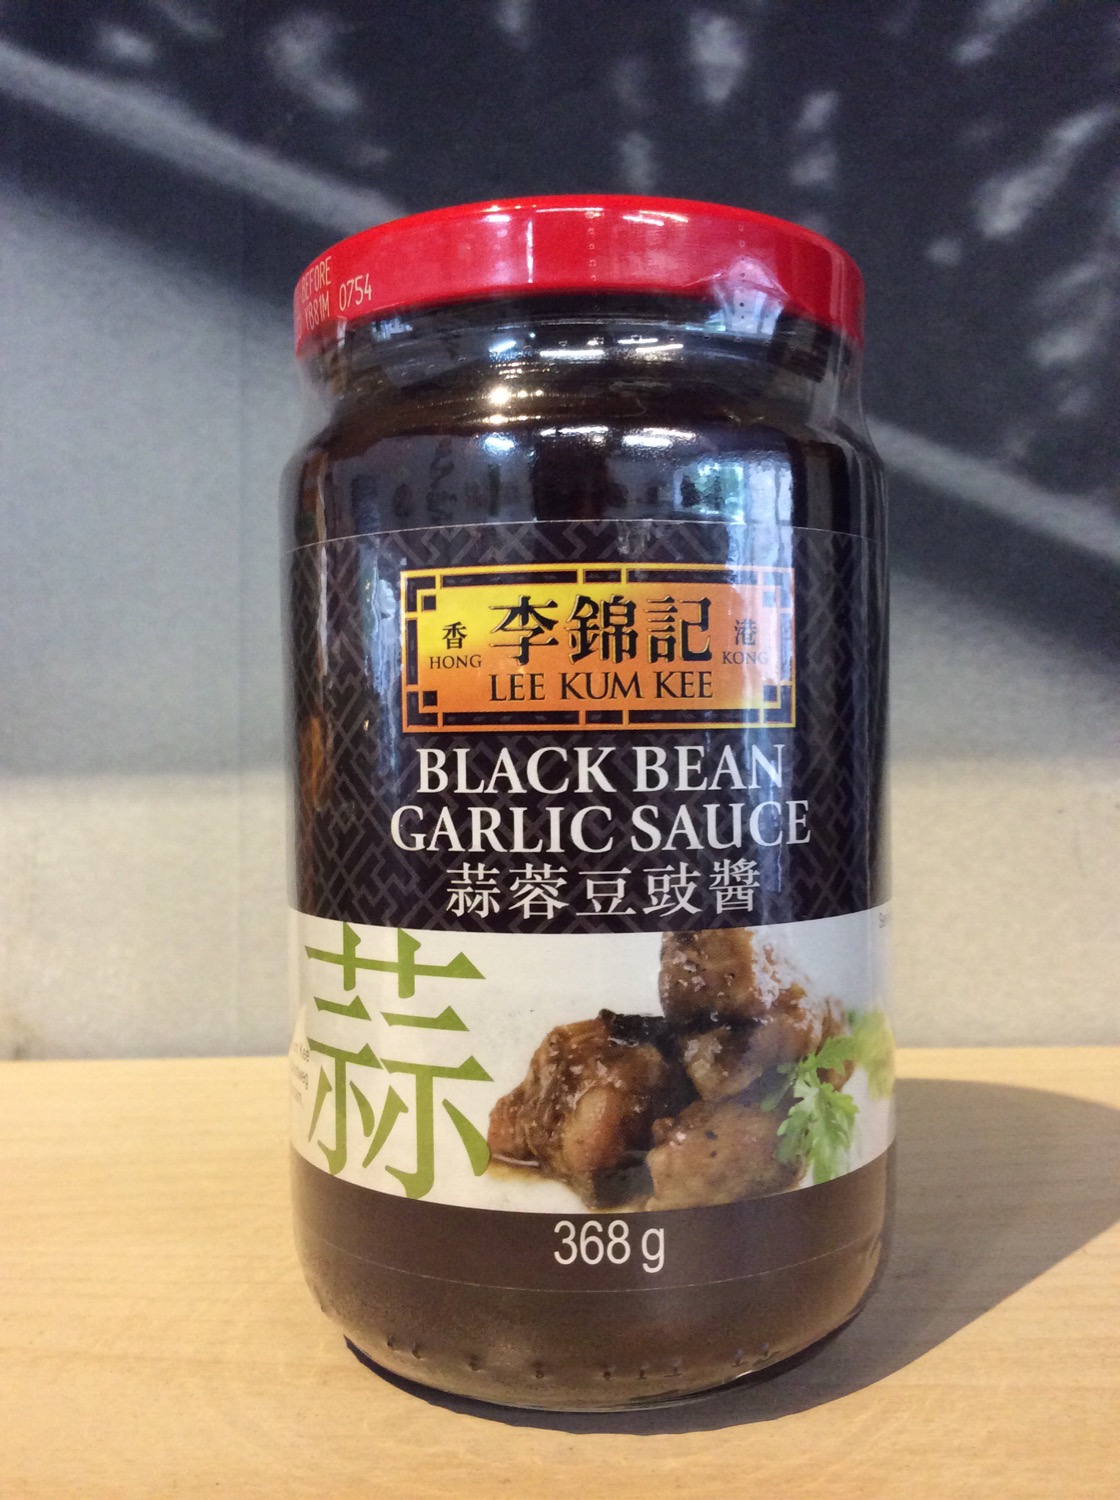 BEFORE
0754
香 李錦記 港
HONG KONG
LEE KUM KEE
BLACK BEAN
GARLIC SAUCE
蒜蓉豆豉醬
蒜
368 g